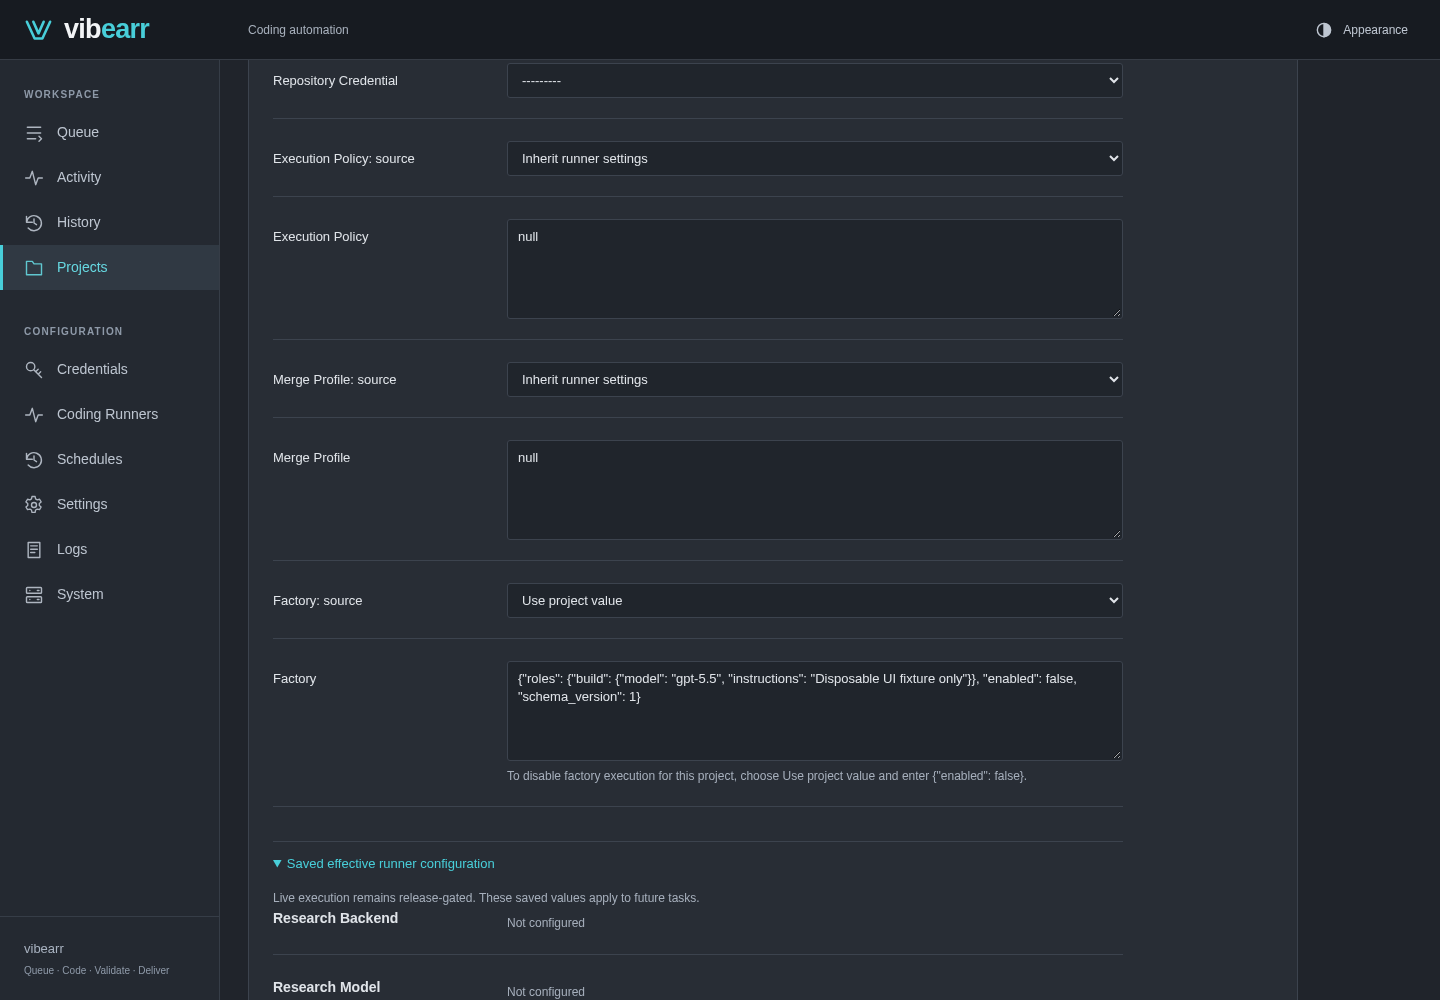 vibearr
Coding automation
Appearance
WORKSPACE
Queue
Activity
History
Projects
CONFIGURATION
Credentials
Coding Runners
Schedules
Settings
Logs
System
vibearr
Queue · Code · Validate · Deliver
Repository Credential
---------
Execution Policy: source
Inherit runner settings
Execution Policy
null
Merge Profile: source
Inherit runner settings
Merge Profile
null
Factory: source
Use project value
Factory
{"roles": {"build": {"model": "gpt-5.5", "instructions": "Disposable UI fixture only"}}, "enabled": false,
"schema_version": 1}
To disable factory execution for this project, choose Use project value and enter {"enabled": false}.
Saved effective runner configuration
Live execution remains release-gated. These saved values apply to future tasks.
Research Backend
Not configured
Research Model
Not configured